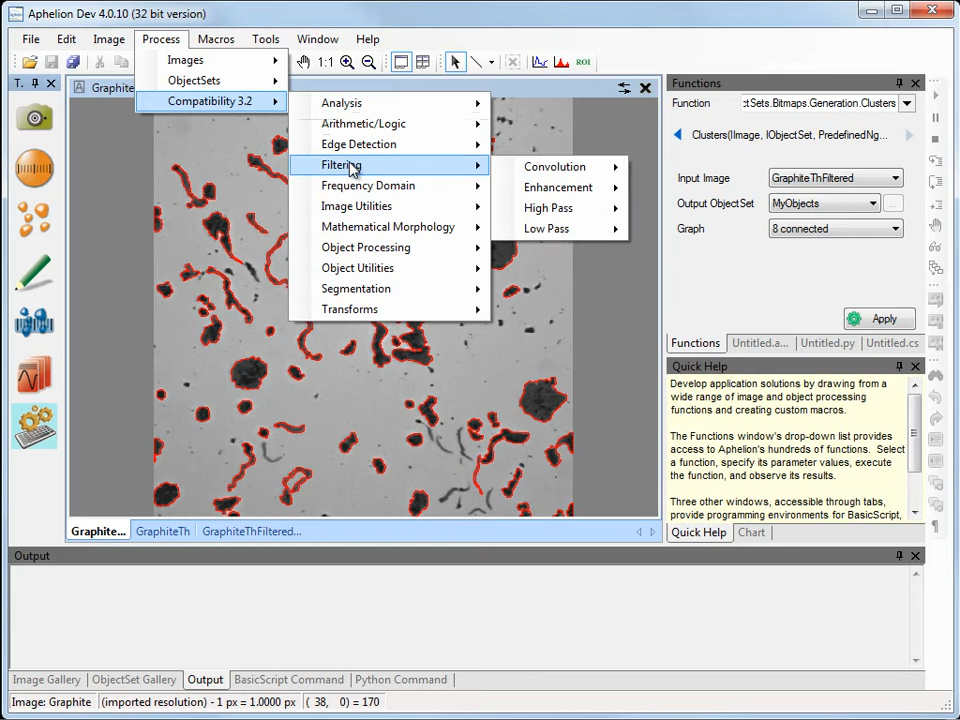 Aphelion Dev 4.0.10 (32 bit version)
File Edit Image Process Macros Tools Window Help
Images
ObjectSets
Compatibility 3.2
1:1
ROI
T.
Graphite
Analysis
Arithmetic/Logic
Edge Detection
Filtering
Frequency Domain
Image Utilities
Mathematical Morphology
Object Processing
Object Utilities
Segmentation
Transforms
Convolution
Enhancement
High Pass
Low Pass
Functions
Function :tSets.Bitmaps.Generation.Clusters
Clusters(IImage, IObjectSet, PredefinedNg...
Input Image GraphiteThFiltered
Output ObjectSet MyObjects ...
Graph 8 connected
Apply
Functions Untitled.a... Untitled.py Untitled.cs
Quick Help
Develop application solutions by drawing from a
wide range of image and object processing
functions and creating custom macros.
The Functions window's drop-down list provides
access to Aphelion's hundreds of functions. Select
a function, specify its parameter values, execute
the function, and observe its results.
Three other windows, accessible through tabs,
provide programming environments for BasicScript,
Quick Help Chart
Graphite... GraphiteTh GraphiteThFiltered...
Output
Image Gallery ObjectSet Gallery Output BasicScript Command Python Command
Image: Graphite (imported resolution) - 1 px = 1.0000 px ( 38, 0) = 170